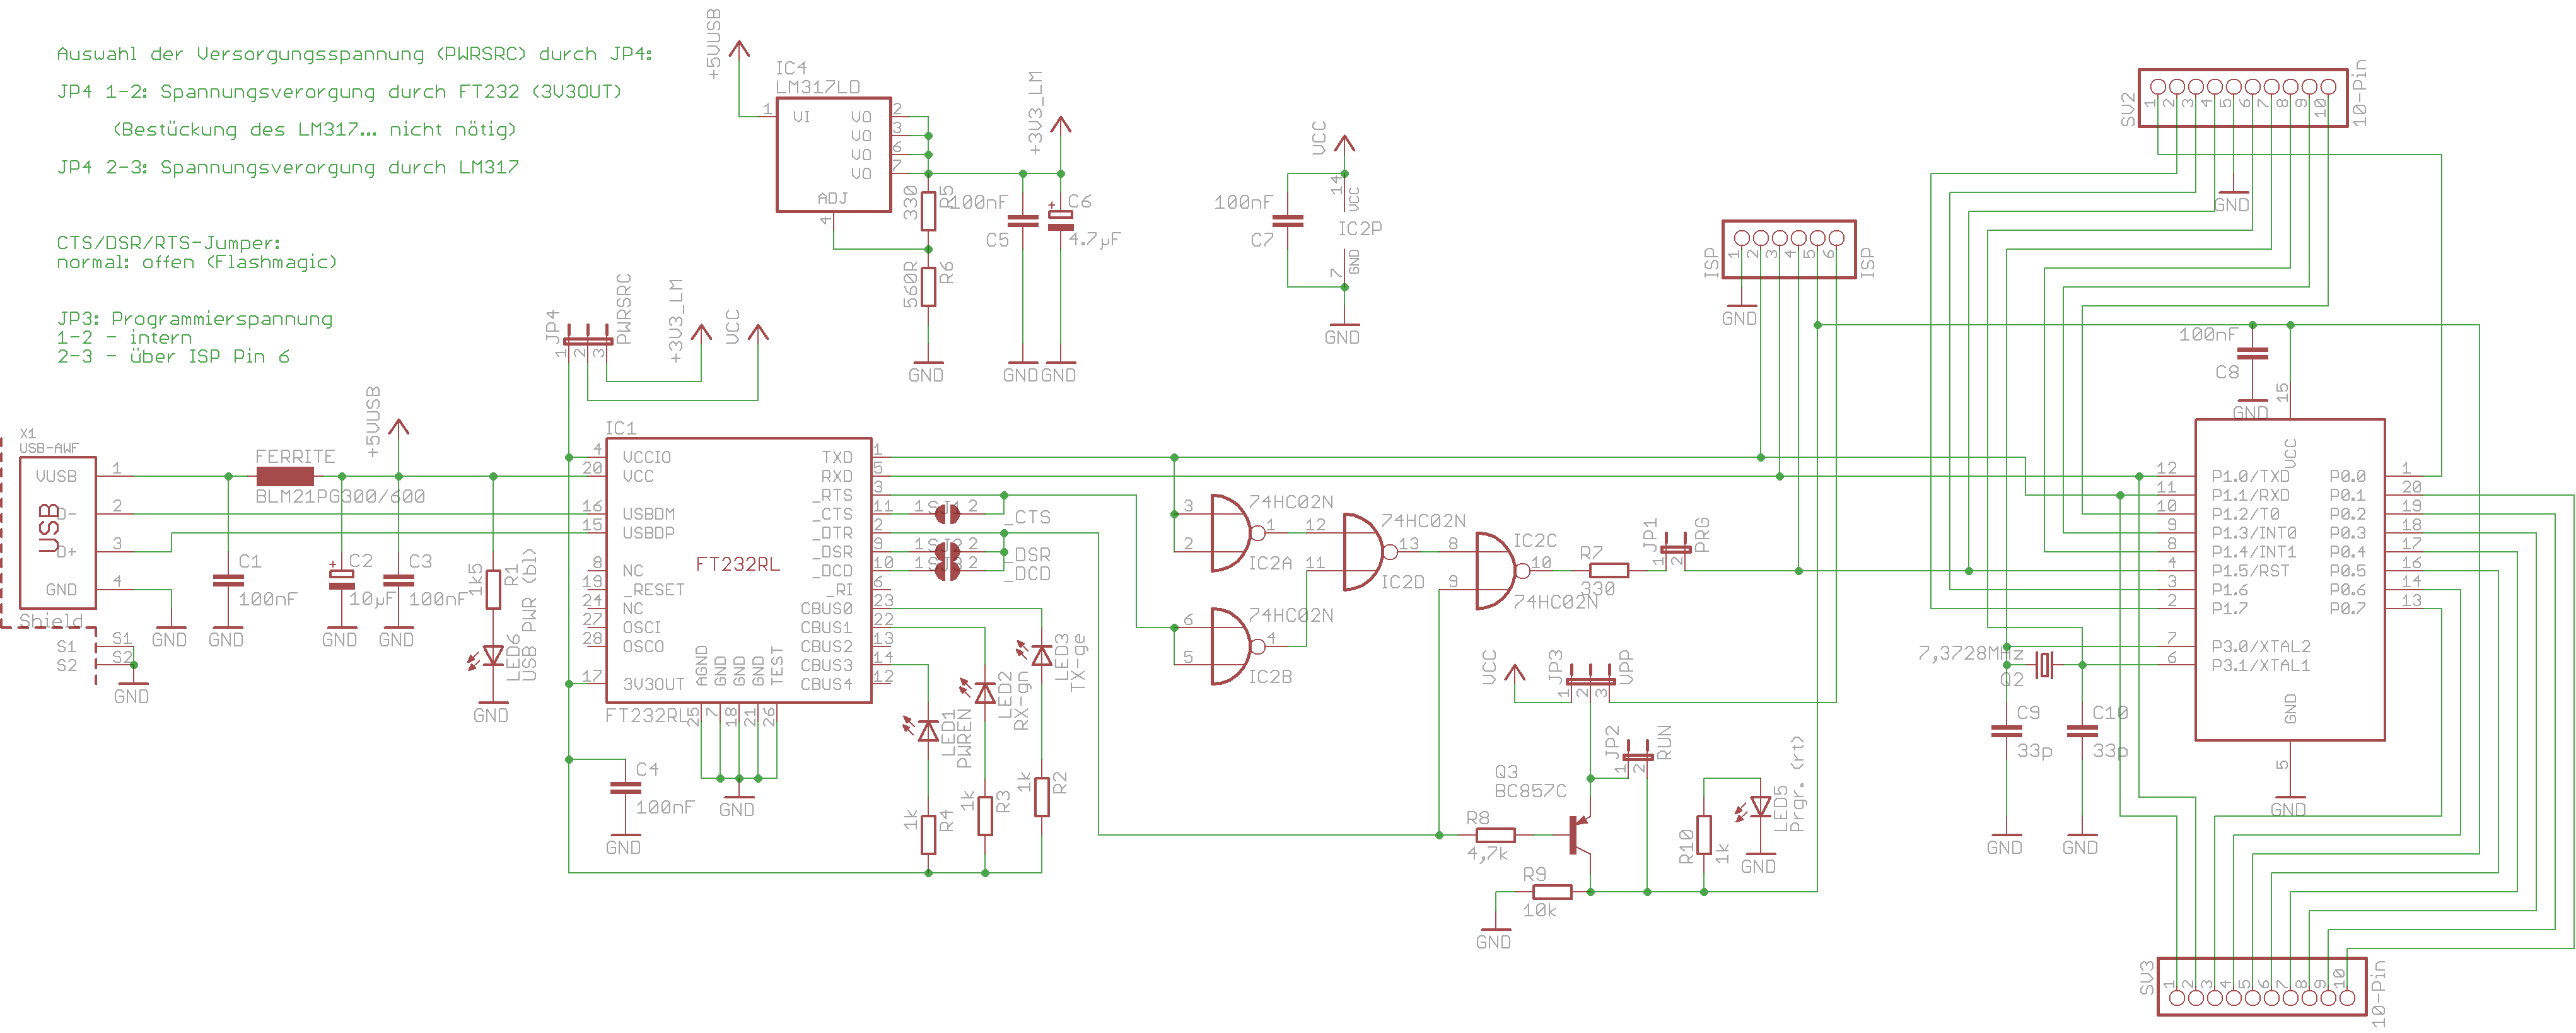 Auswahl der Versorgungsspannung (PWRSRC) durch JP4:
JP4 1-2: Spannungsverorgung durch FT232 (3V3OUT)
(Bestückung des LM317... nicht nötig)
JP4 2-3: Spannungsverorgung durch LM317
CTS/DSR/RTS-Jumper:
normal: offen (Flashmagic)
JP3: Programmierspannung
1-2 - intern
2-3 - über ISP Pin 6
+5VUSB
IC4
LM317LD
1 VI
VO 2
VO 3
VO 6
VO 7
ADJ
4
330
R5
560R
R6
GND
100nF
C5
GND
+3V3_LM
C6
4.7µF
GND
VCC
100nF
C7
14
VCC
IC2P
7
GND
GND
JP4
1 2 3
PWRSRC
+3V3_LM
VCC
X1
USB-AWF
USB
VUSB 1
D- 2
D+ 3
GND 4
Shield
S1 S1
S2 S2
GND
GND
FERRITE
BLM21PG300/600
+5VUSB
C1
100nF
GND
C2
10µF
GND
C3
100nF
GND
1k5
R1
LED6
USB PWR (bl)
GND
IC1
FT232RL
FT232RL
4 VCCIO
20 VCC
16 USBDM
15 USBDP
8 NC
19 _RESET
24 NC
27 OSCI
28 OSCO
17 3V3OUT
TXD 1
RXD 5
_RTS 3
_CTS 11
_DTR 2
_DSR 9
_DCD 10
_RI 6
CBUS0 23
CBUS1 22
CBUS2 13
CBUS3 14
CBUS4 12
AGND 25
GND 7
GND 18
GND 21
TEST 26
GND
C4
100nF
GND
1 SJ1 2
_CTS
1 SJ2 2
_DSR
1 SJ3 2
_DCD
LED1
PWREN
LED2
RX-gn
LED3
TX-ge
1k
R4
1k
R3
1k
R2
74HC02N
3
2
1
IC2A
74HC02N
6
5
4
IC2B
74HC02N
12
11
13
IC2D
IC2C
8
9
10
74HC02N
R7
330
JP1
1 2
PRG
VCC
JP3
1 2 3
VPP
JP2
1 2
RUN
Q3
BC857C
R8
4,7k
R9
10k
GND
R10
1k
LED5
Prgr. (rt)
GND
ISP
1 2 3 4 5 6
ISP
GND
SV2
1 2 3 4 5 6 7 8 9 10
10-Pin
GND
100nF
C8
GND
15
VCC
12 P1.0/TXD
11 P1.1/RXD
10 P1.2/T0
9 P1.3/INT0
8 P1.4/INT1
4 P1.5/RST
3 P1.6
2 P1.7
7 P3.0/XTAL2
6 P3.1/XTAL1
P0.0 1
P0.1 20
P0.2 19
P0.3 18
P0.4 17
P0.5 16
P0.6 14
P0.7 13
GND
5
GND
7,3728MHz
Q2
C9
33p
GND
C10
33p
GND
SV3
1 2 3 4 5 6 7 8 9 10
10-Pin